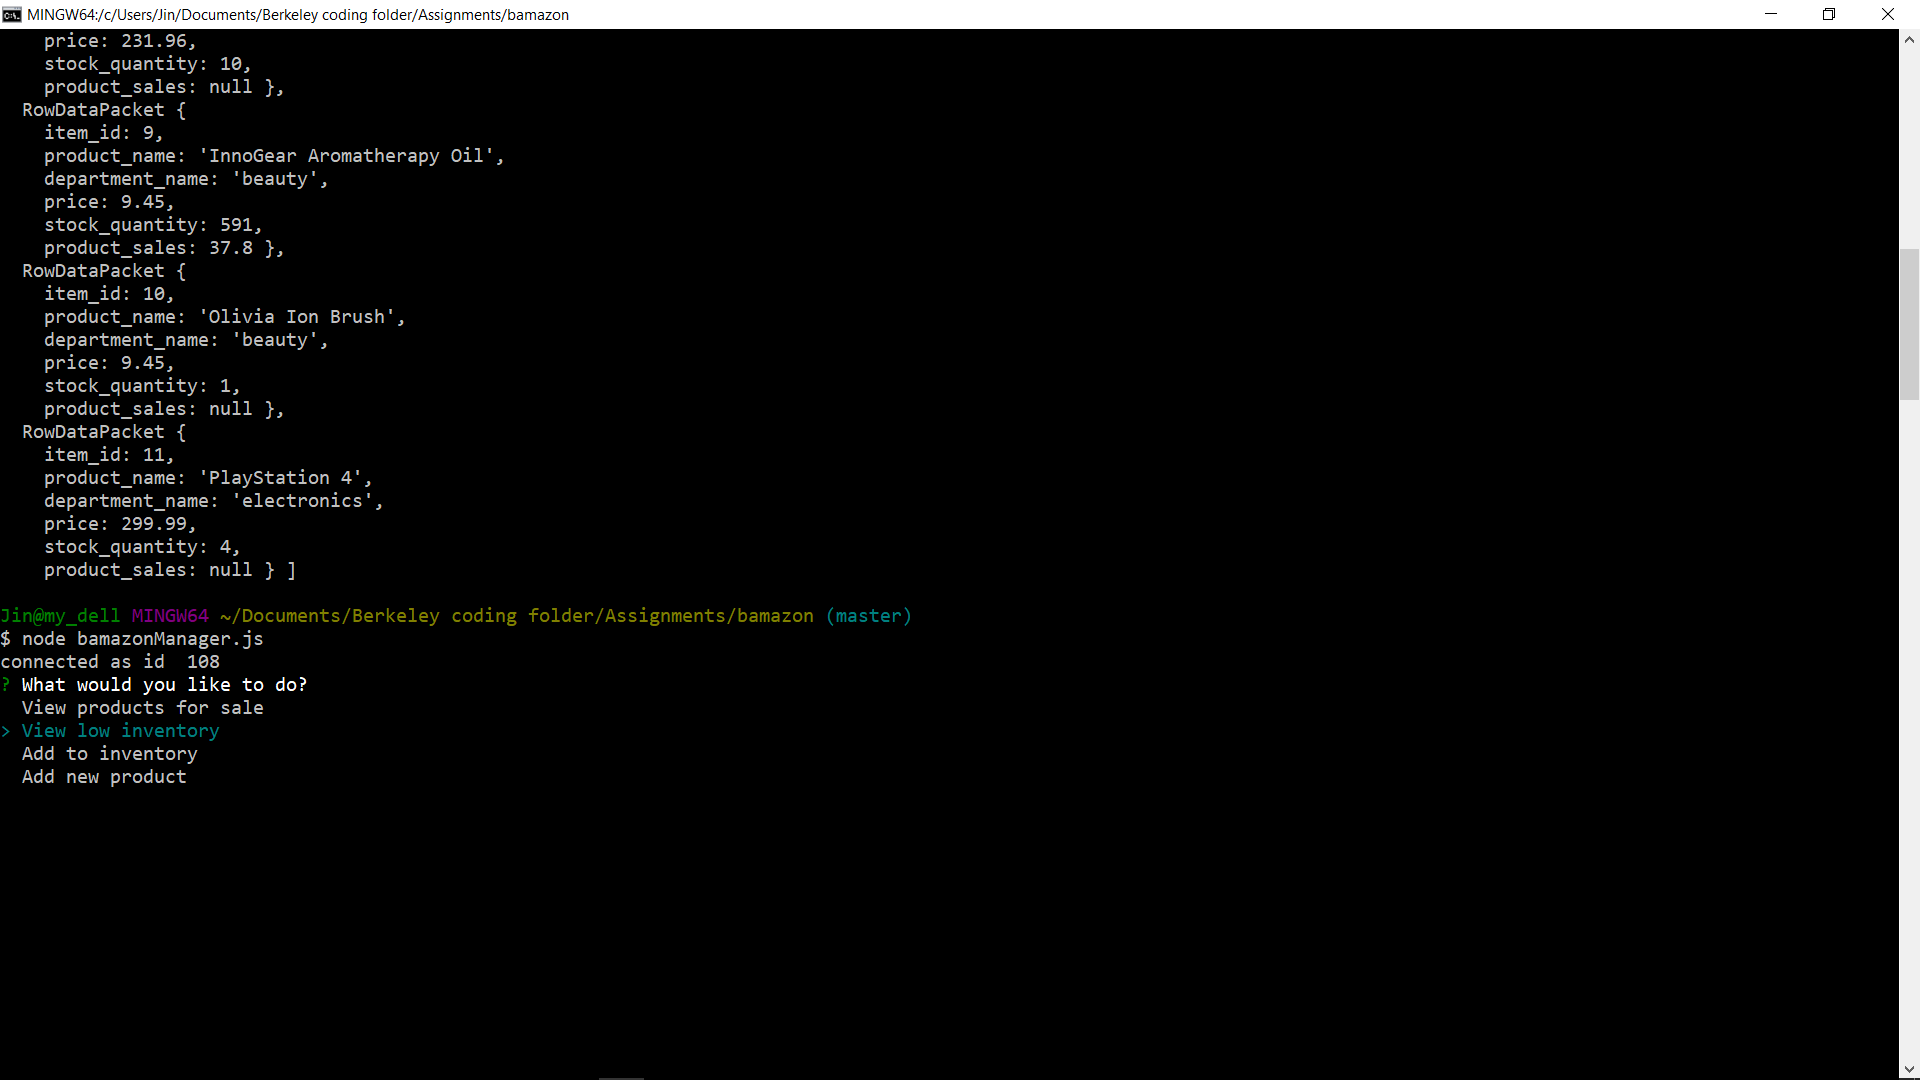 MINGW64:/c/Users/Jin/Documents/Berkeley coding folder/Assignments/bamazon
    price: 231.96,
    stock_quantity: 10,
    product_sales: null },
  RowDataPacket {
    item_id: 9,
    product_name: 'InnoGear Aromatherapy Oil',
    department_name: 'beauty',
    price: 9.45,
    stock_quantity: 591,
    product_sales: 37.8 },
  RowDataPacket {
    item_id: 10,
    product_name: 'Olivia Ion Brush',
    department_name: 'beauty',
    price: 9.45,
    stock_quantity: 1,
    product_sales: null },
  RowDataPacket {
    item_id: 11,
    product_name: 'PlayStation 4',
    department_name: 'electronics',
    price: 299.99,
    stock_quantity: 4,
    product_sales: null } ]
Jin@my_dell MINGW64 ~/Documents/Berkeley coding folder/Assignments/bamazon (master)
$ node bamazonManager.js
connected as id  108
? What would you like to do?
  View products for sale
> View low inventory
  Add to inventory
  Add new product